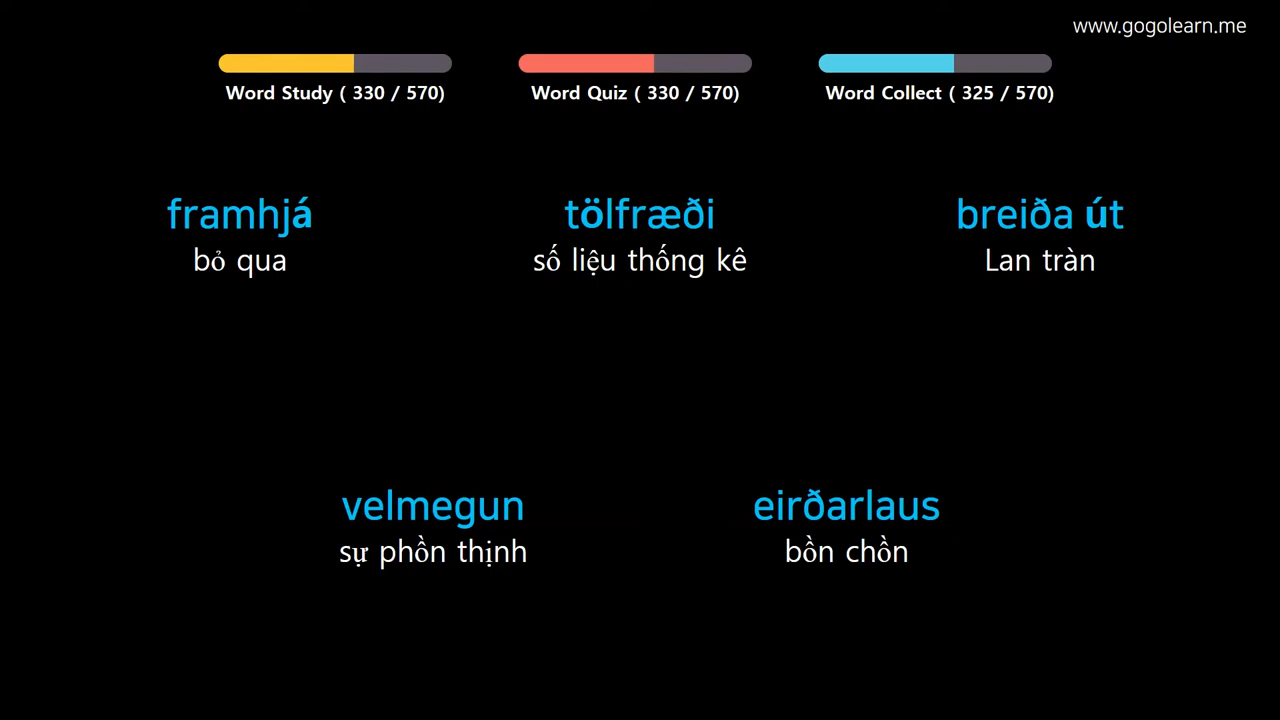 www.gogolearn.me
Word Study ( 330 / 570)
Word Quiz ( 330 / 570)
Word Collect ( 325 / 570)
framhjá
bỏ qua
tölfræði
số liệu thống kê
breiða út
Lan tràn
velmegun
sự phồn thịnh
eirðarlaus
bồn chồn